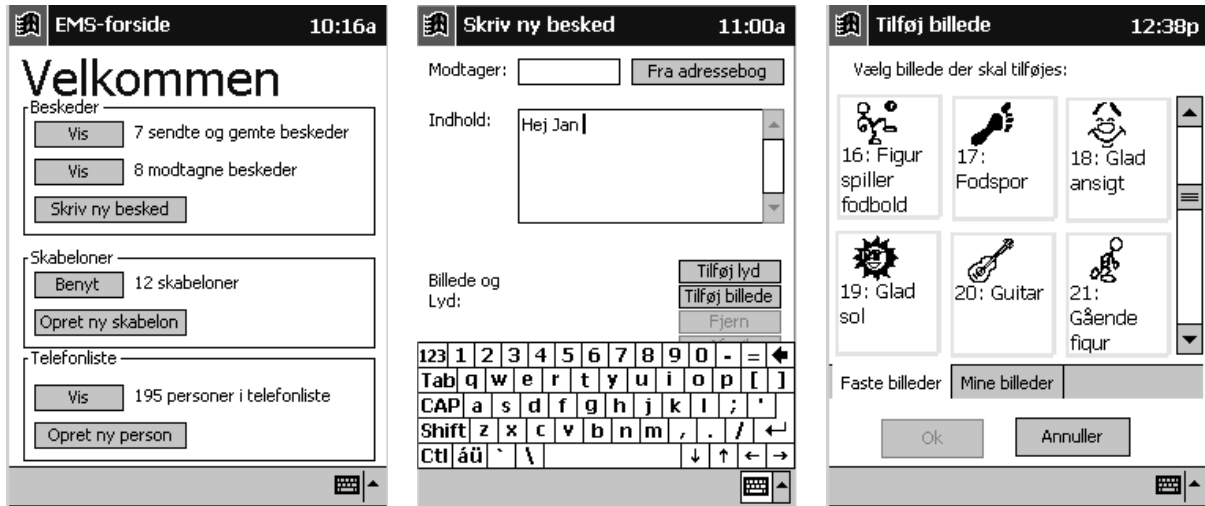 EMS-forside 10:16a
Velkommen
Beskeder
Vis 7 sendte og gemte beskeder
Vis 8 modtagne beskeder
Skriv ny besked
Skabeloner
Benyt 12 skabeloner
Opret ny skabelon
Telefonliste
Vis 195 personer i telefonliste
Opret ny person
Skriv ny besked 11:00a
Modtager: Fra adressebog
Indhold: Hej Jan
Billede og
Lyd:
Tilføj lyd
Tilføj billede
Fjern
123 1 2 3 4 5 6 7 8 9 0 - =
Tab q w e r t y u i o p [ ]
CAP a s d f g h j k l ; '
Shift z x c v b n m , . / ↵
Ctl áü ` \ ↓ ↑ ← →
Tilføj billede 12:38p
Vælg billede der skal tilføjes:
16: Figur
spiller
fodbold
17:
Fodspor
18: Glad
ansigt
19: Glad
sol
20: Guitar
21:
Gående
figur
Faste billeder Mine billeder
Ok Annuller